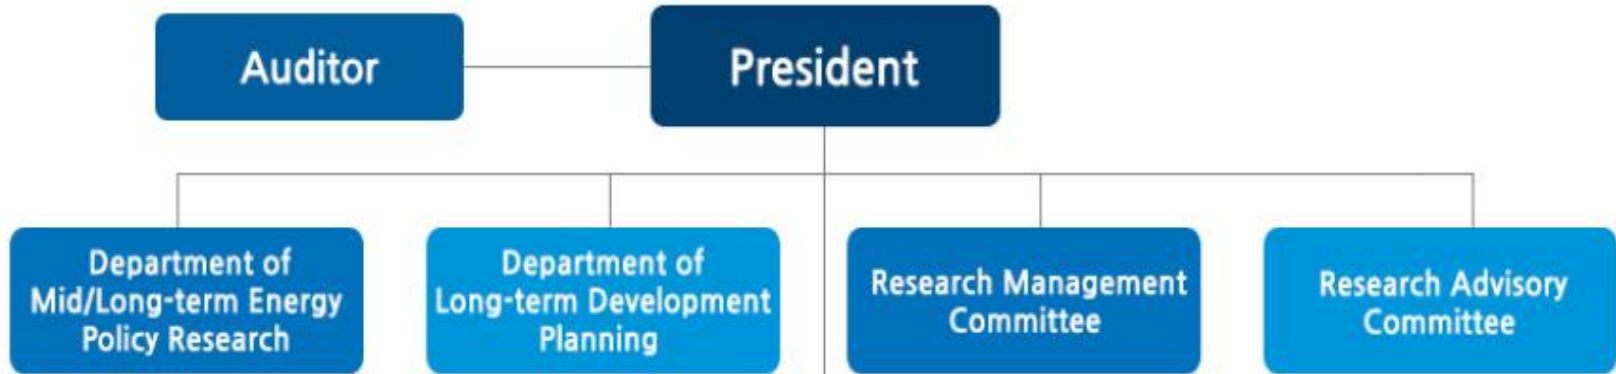 Auditor
President
Department of
Mid/Long-term Energy
Policy Research
Department of
Long-term Development
Planning
Research Management
Committee
Research Advisory
Committee